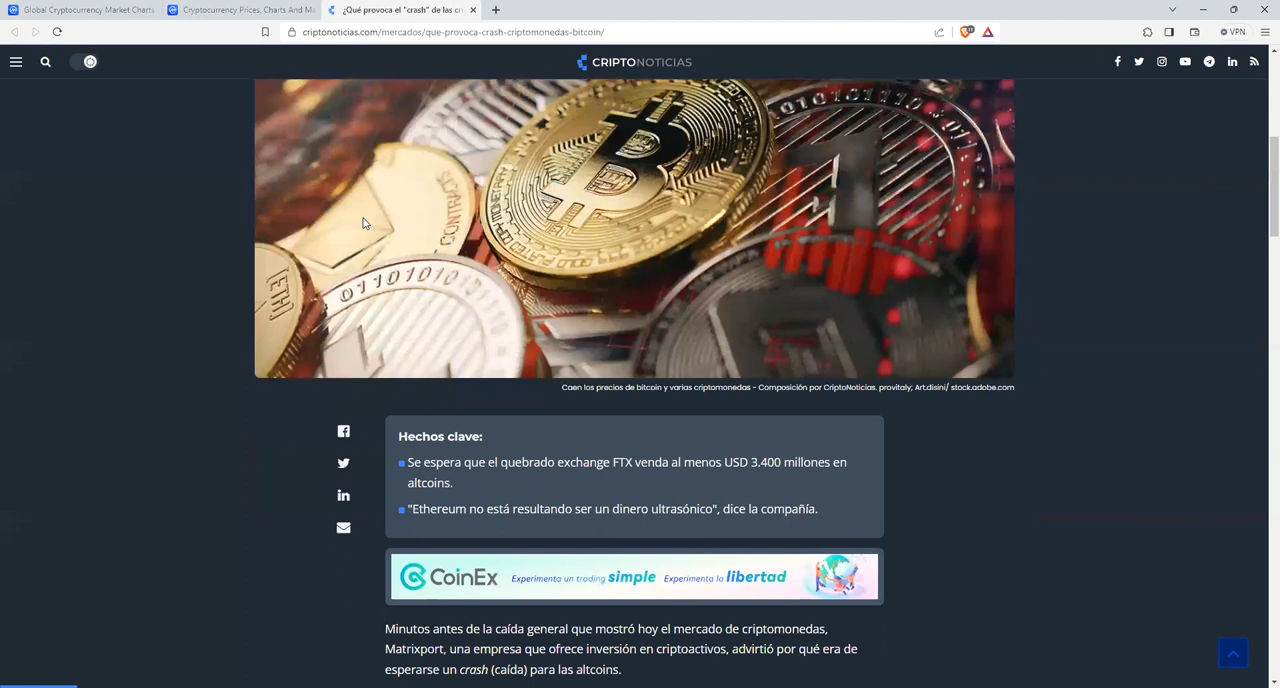 Global Cryptocurrency Market Charts
Cryptocurrency Prices, Charts And Ma
¿Qué provoca el "crash" de las cr
criptonoticias.com/mercados/que-provoca-crash-criptomonedas-bitcoin/
VPN
CRIPTONOTICIAS
CONTRACTS
[ETH]
01101010
010110101110
Caen los precios de bitcoin y varias criptomonedas - Composición por CriptoNoticias. provitaly; Art.disini/ stock.adobe.com
Hechos clave:
Se espera que el quebrado exchange FTX venda al menos USD 3.400 millones en
altcoins.
"Ethereum no está resultando ser un dinero ultrasónico", dice la compañía.
CoinEx Experimenta un trading simple Experimenta la libertad
Minutos antes de la caída general que mostró hoy el mercado de criptomonedas,
Matrixport, una empresa que ofrece inversión en criptoactivos, advirtió por qué era de
esperarse un crash (caída) para las altcoins.